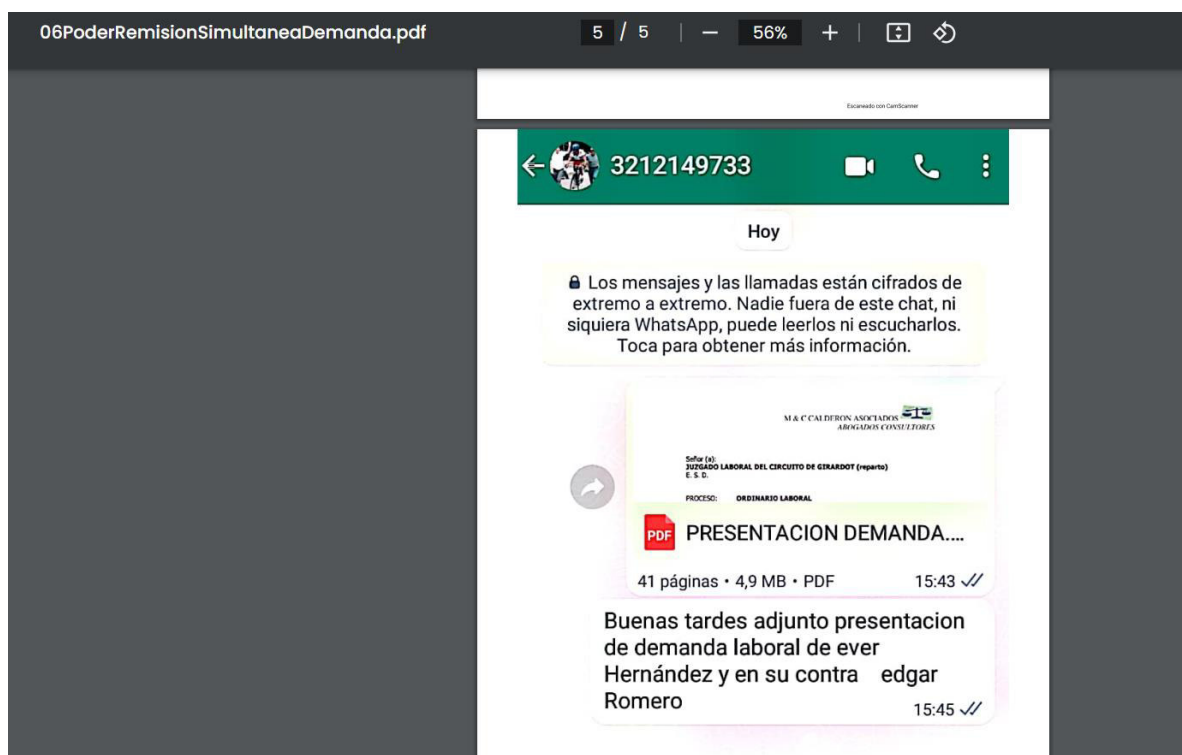 06PoderRemisionSimultaneaDemanda.pdf 5 / 5 | — 56% + |
Escaneado con CamScanner
3212149733
Hoy
Los mensajes y las llamadas están cifrados de
extremo a extremo. Nadie fuera de este chat, ni
siquiera WhatsApp, puede leerlos ni escucharlos.
Toca para obtener más información.
M & C CALDERON ASOCIADOS
ABOGADOS CONSULTORES
Señor (a):
JUZGADO LABORAL DEL CIRCUITO DE GIRARDOT (reparto)
E. S. D.
PROCESO: ORDINARIO LABORAL
PDF PRESENTACION DEMANDA....
41 páginas • 4,9 MB • PDF 15:43
Buenas tardes adjunto presentacion
de demanda laboral de ever
Hernández y en su contra edgar
Romero
15:45